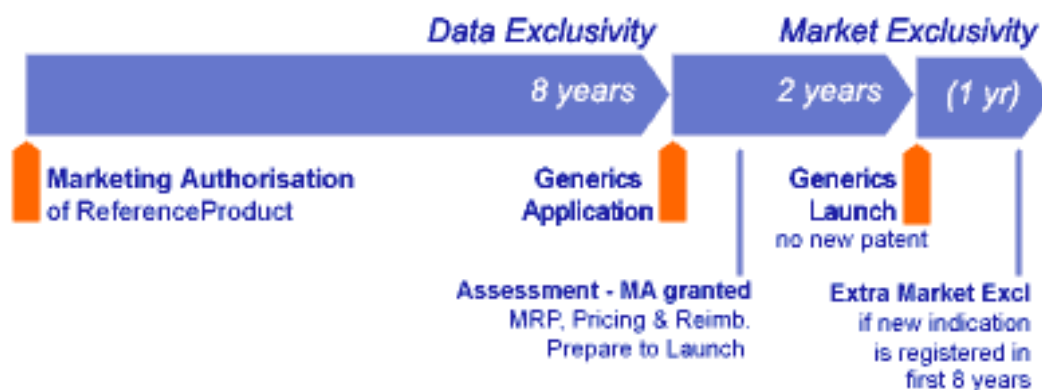 Data Exclusivity
Market Exclusivity
8 years
2 years
(1 yr)
Marketing Authorisation
of ReferenceProduct
Generics
Application
Generics
Launch
no new patent
Assessment - MA granted
MRP, Pricing & Reimb.
Prepare to Launch
Extra Market Excl
if new indication
is registered in
first 8 years